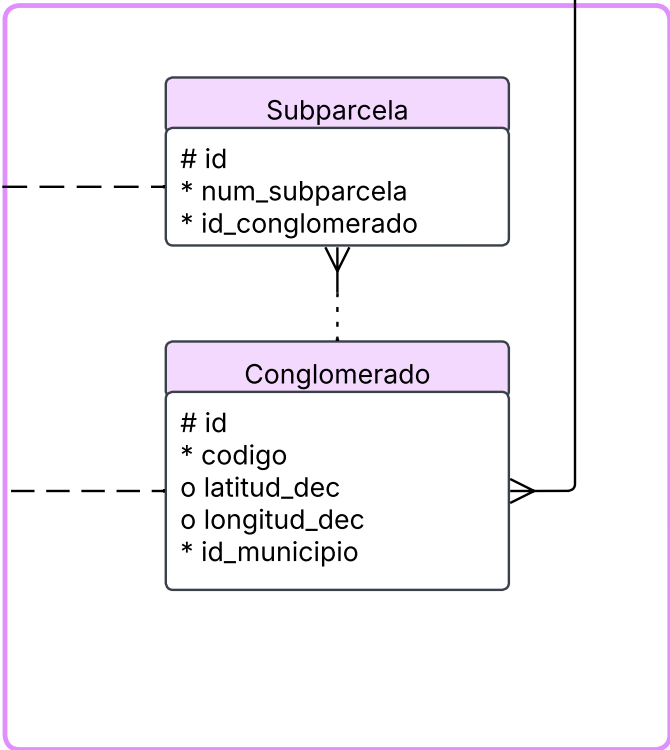 Subparcela
# id
* num_subparcela
* id_conglomerado
Conglomerado
# id
* codigo
o latitud_dec
o longitud_dec
* id_municipio